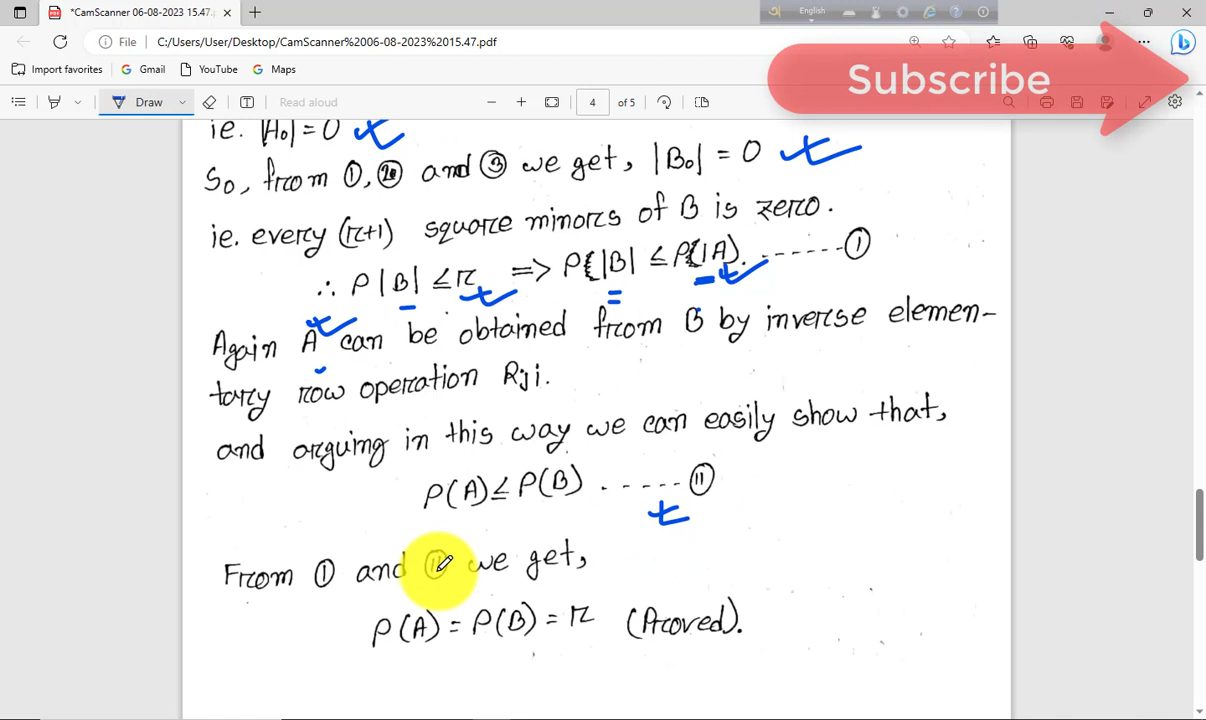 *CamScanner 06-08-2023 15.47.p
English
File
C:/Users/User/Desktop/CamScanner%2006-08-2023%2015.47.pdf
Import favorites
Gmail
YouTube
Maps
Subscribe
Draw
Read aloud
4 of 5
ie. |H₀| = 0
So, from ①, ② and ③ we get, |B₀| = 0
ie. every (r+1) square minors of B is zero.
∴ ρ|B| ≤ r => ρ{|B| ≤ ρ{|A). ....... ①
Again A can be obtained from B by inverse elemen-
tary row operation Rji.
and arguing in this way we can easily show that,
ρ(A) ≤ ρ(B) ...... ⑪
From ① and ⑪ we get,
ρ(A) = ρ(B) = r (Proved).